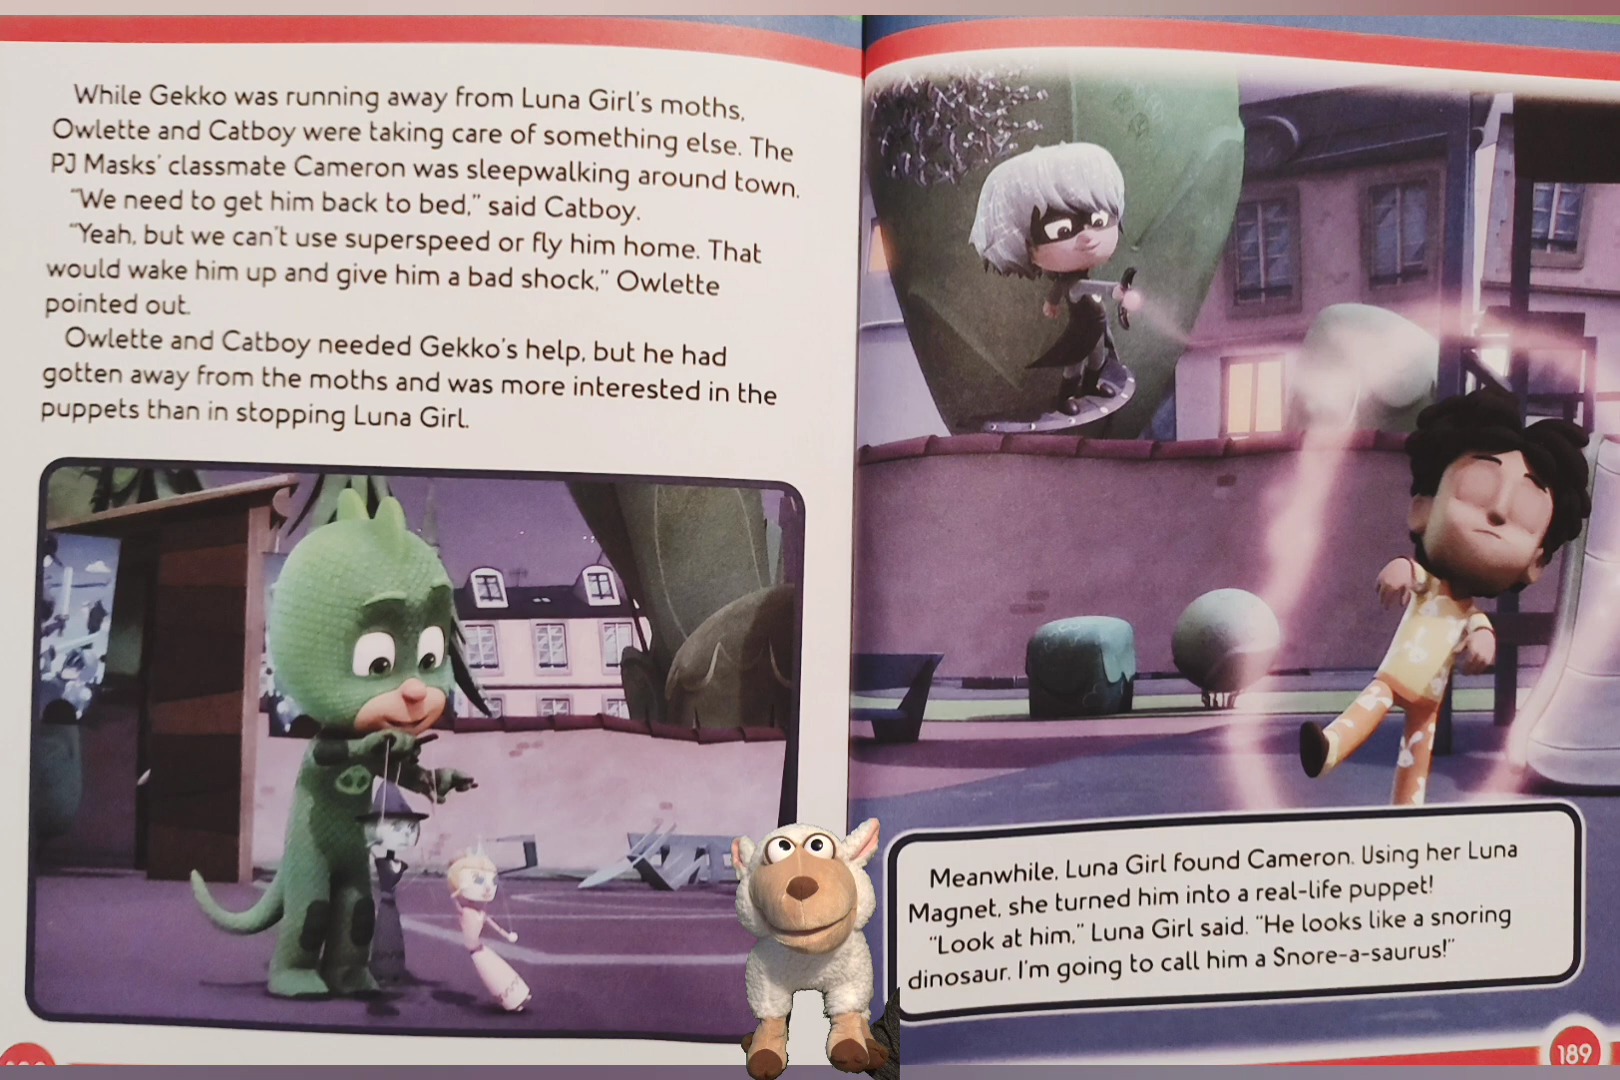 While Gekko was running away from Luna Girl's moths,
Owlette and Catboy were taking care of something else. The
PJ Masks' classmate Cameron was sleepwalking around town.
"We need to get him back to bed," said Catboy.
"Yeah, but we can't use superspeed or fly him home. That
would wake him up and give him a bad shock," Owlette
pointed out.
Owlette and Catboy needed Gekko's help, but he had
gotten away from the moths and was more interested in the
puppets than in stopping Luna Girl.
Meanwhile, Luna Girl found Cameron. Using her Luna
Magnet, she turned him into a real-life puppet!
"Look at him," Luna Girl said. "He looks like a snoring
dinosaur. I'm going to call him a Snore-a-saurus!"
189